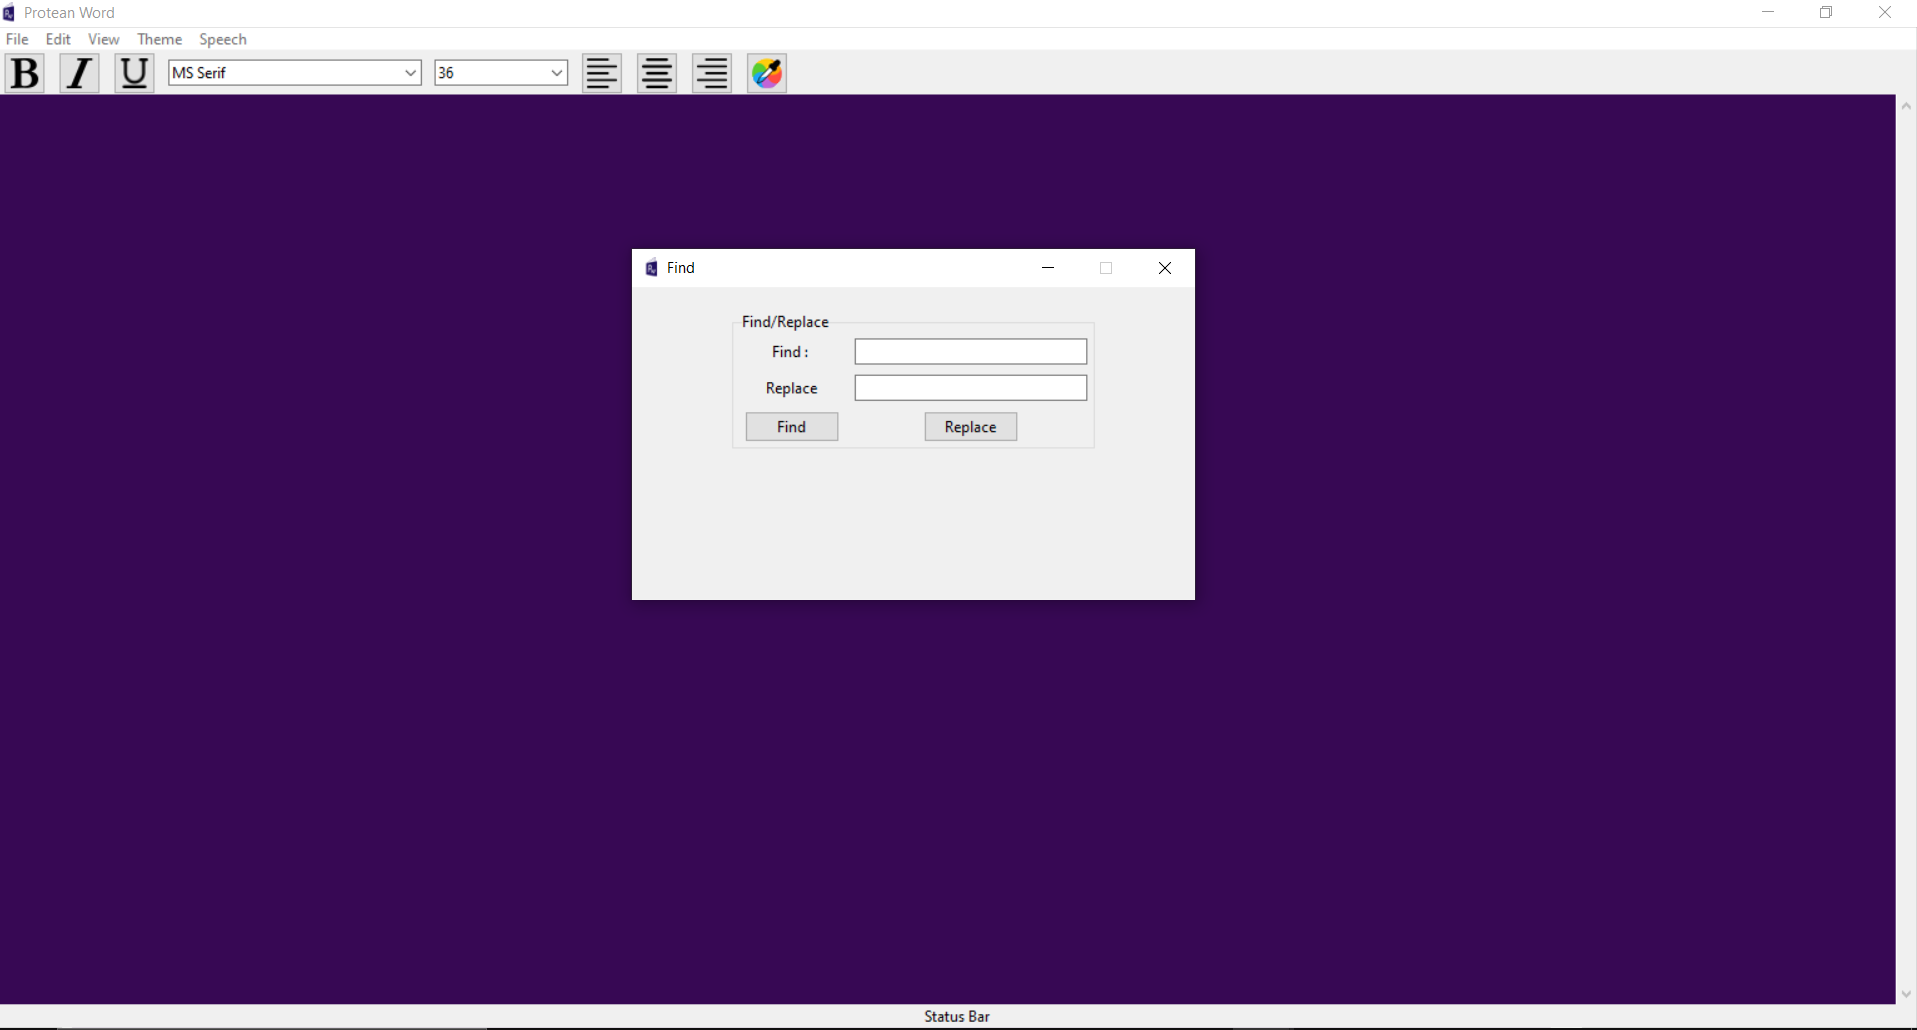 Protean Word
File Edit View Theme Speech
B I U MS Serif 36
Find
Find/Replace
Find :
Replace
Find Replace
Status Bar